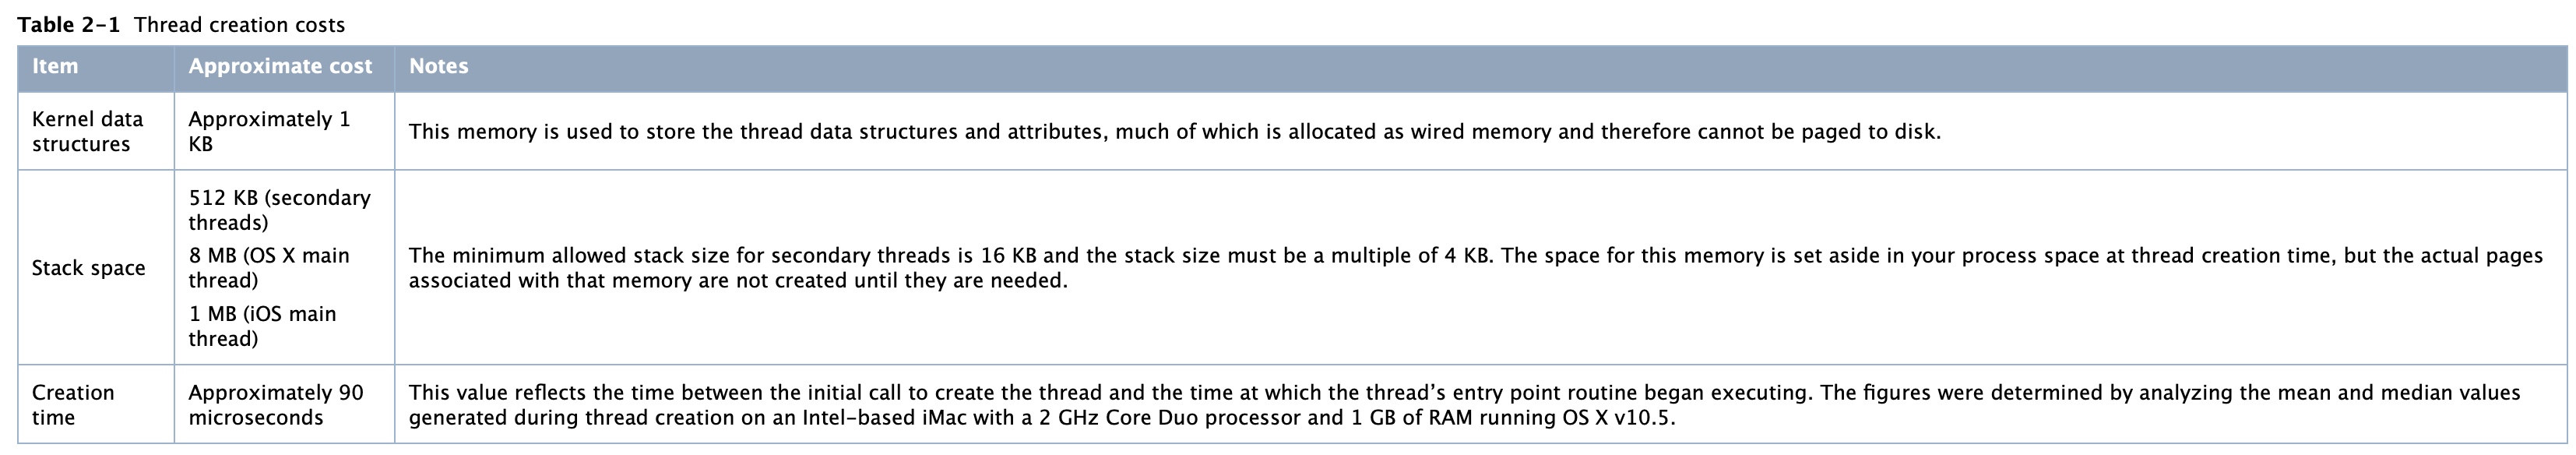 Table 2-1 Thread creation costs
Item
Approximate cost
Notes
Kernel data
structures
Approximately 1
KB
This memory is used to store the thread data structures and attributes, much of which is allocated as wired memory and therefore cannot be paged to disk.
Stack space
512 KB (secondary
threads)
8 MB (OS X main
thread)
1 MB (iOS main
thread)
The minimum allowed stack size for secondary threads is 16 KB and the stack size must be a multiple of 4 KB. The space for this memory is set aside in your process space at thread creation time, but the actual pages
associated with that memory are not created until they are needed.
Creation
time
Approximately 90
microseconds
This value reflects the time between the initial call to create the thread and the time at which the thread’s entry point routine began executing. The figures were determined by analyzing the mean and median values
generated during thread creation on an Intel-based iMac with a 2 GHz Core Duo processor and 1 GB of RAM running OS X v10.5.